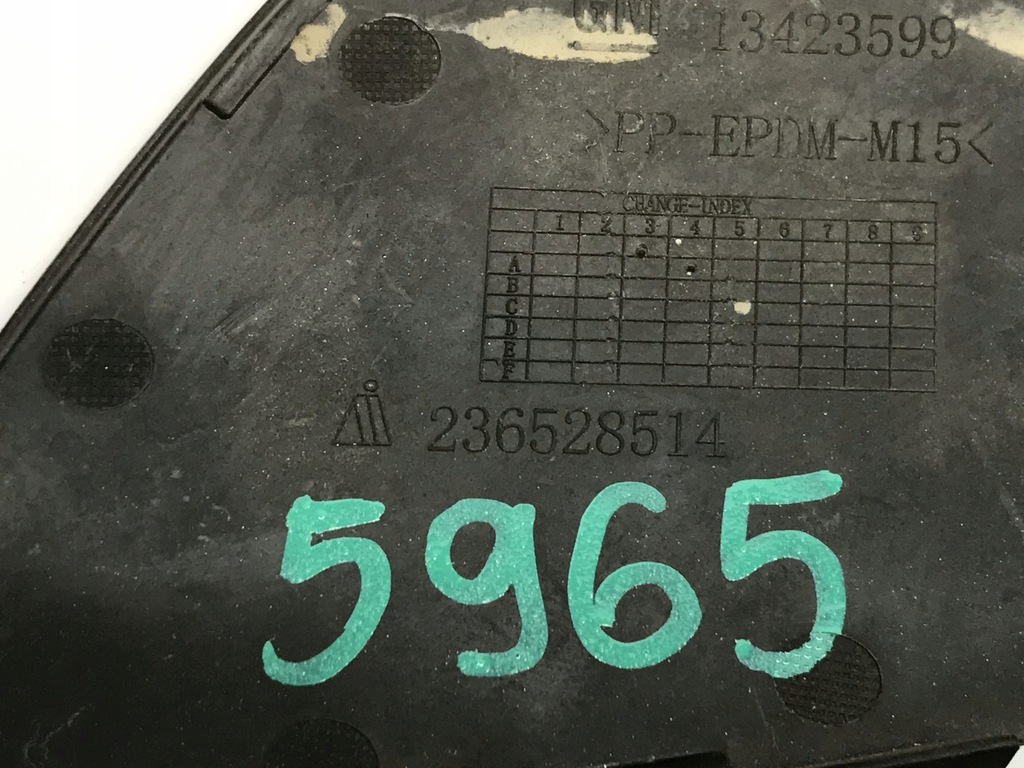 GM 13423599
>PP-EPDM-M15<
CHANGE-INDEX
1 2 3 4 5 6 7 8 9
A
B
C
D
E
F
236528514
5965